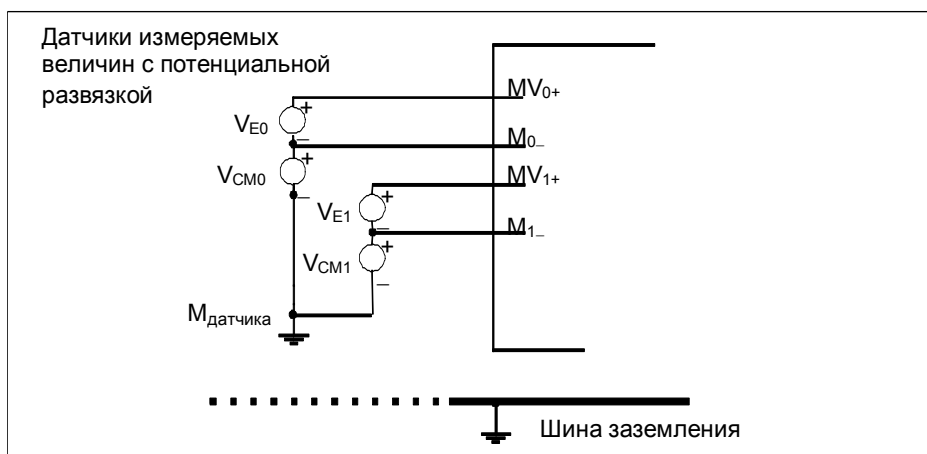 Датчики измеряемых
величин с потенциальной
развязкой
MV0+
+
VE0
–
M0–
+
VCM0
–
MV1+
+
VE1
–
M1–
+
VCM1
–
Mдатчика
Шина заземления